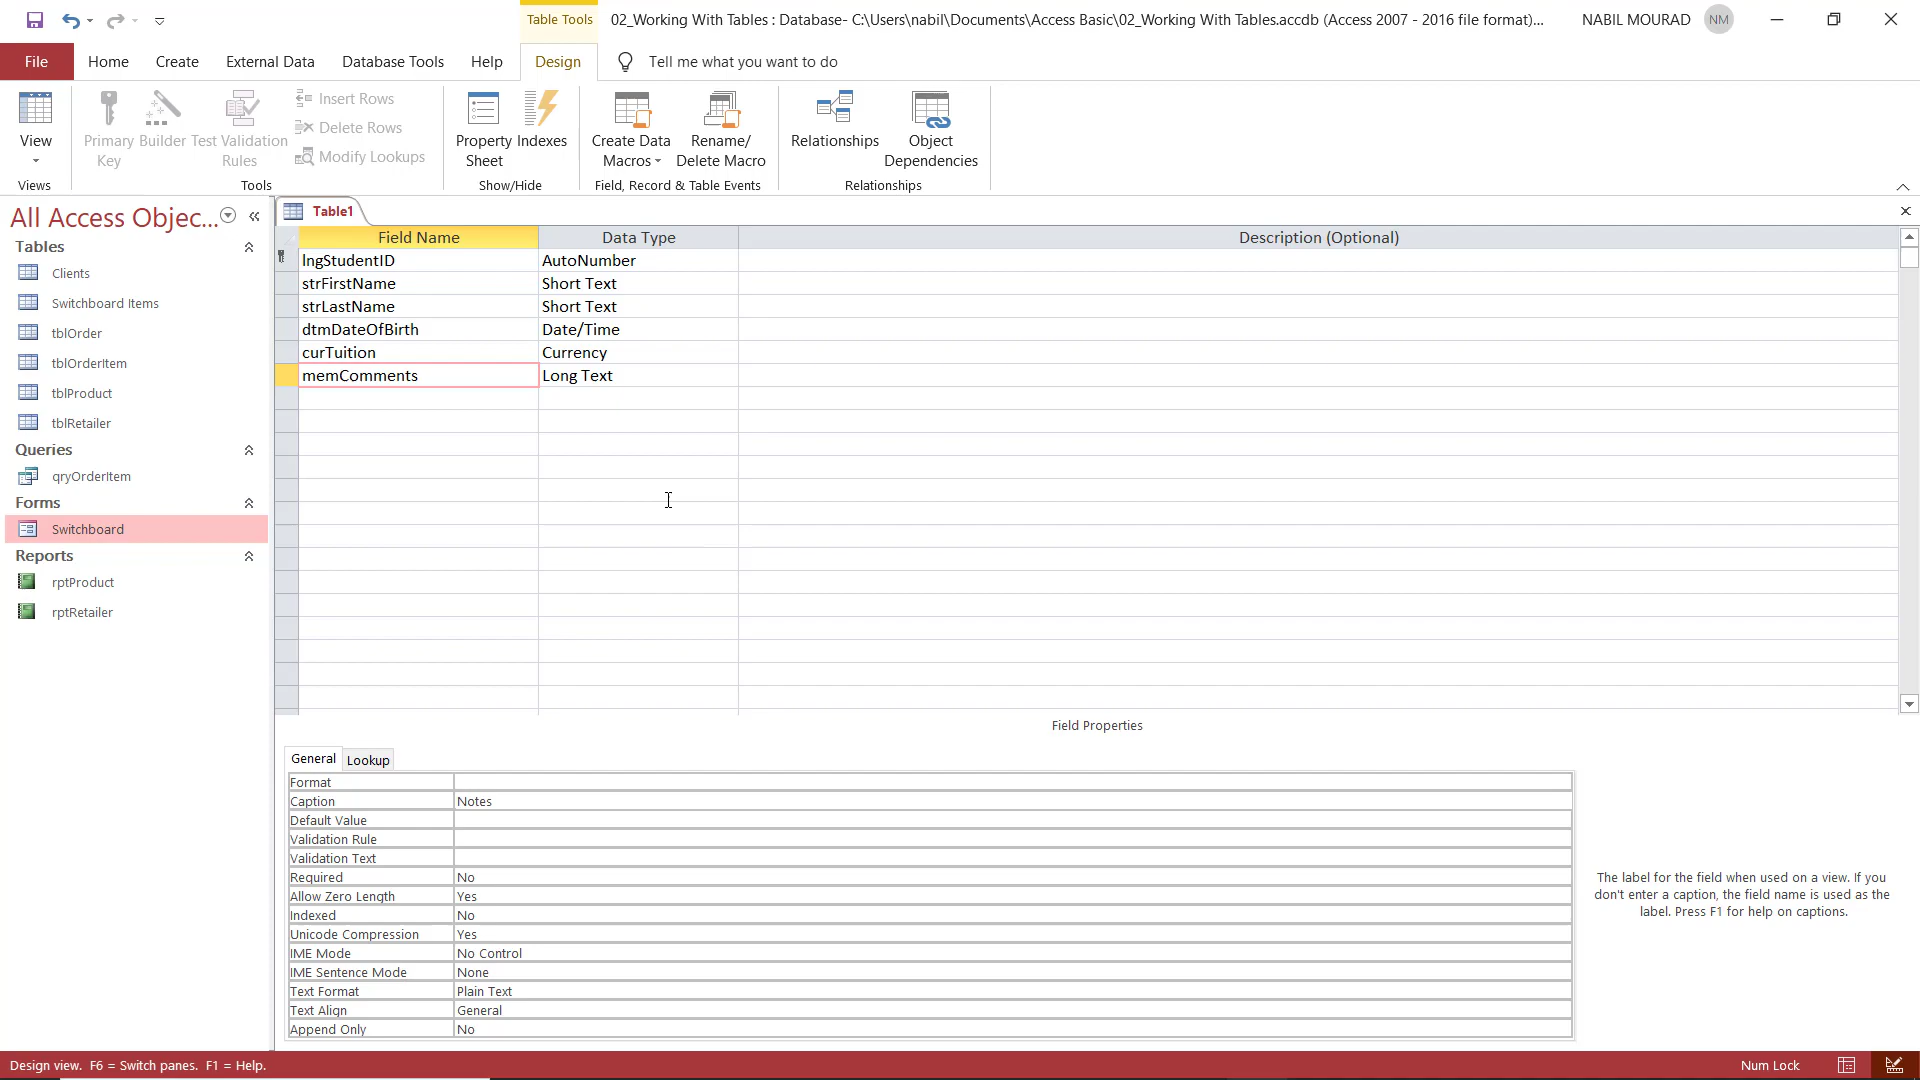 Table Tools
02_Working With Tables : Database- C:\Users\nabil\Documents\Access Basic\02_Working With Tables.accdb (Access 2007 - 2016 file format)...
NABIL MOURAD
NM
File
Home
Create
External Data
Database Tools
Help
Design
Tell me what you want to do
View
Primary Key
Builder
Test Validation Rules
Insert Rows
Delete Rows
Modify Lookups
Property Sheet
Indexes
Create Data Macros
Rename/ Delete Macro
Relationships
Object Dependencies
Views
Tools
Show/Hide
Field, Record & Table Events
Relationships
All Access Objec...
Tables
Clients
Switchboard Items
tblOrder
tblOrderItem
tblProduct
tblRetailer
Queries
qryOrderItem
Forms
Switchboard
Reports
rptProduct
rptRetailer
Table1
Field Name Data Type Description (Optional)
lngStudentID AutoNumber
strFirstName Short Text
strLastName Short Text
dtmDateOfBirth Date/Time
curTuition Currency
memComments Long Text
Field Properties
General Lookup
Format
Caption Notes
Default Value
Validation Rule
Validation Text
Required No
Allow Zero Length Yes
Indexed No
Unicode Compression Yes
IME Mode No Control
IME Sentence Mode None
Text Format Plain Text
Text Align General
Append Only No
The label for the field when used on a view. If you
don't enter a caption, the field name is used as the
label. Press F1 for help on captions.
Design view. F6 = Switch panes. F1 = Help.
Num Lock